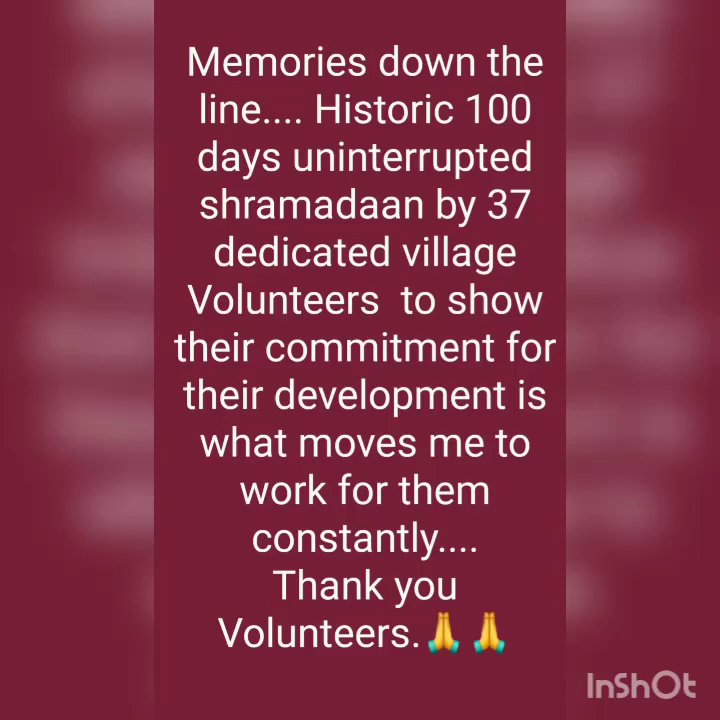 Memories down the
line.... Historic 100
days uninterrupted
shramadaan by 37
dedicated village
Volunteers  to show
their commitment for
their development is
what moves me to
work for them
constantly....
Thank you
Volunteers.🙏🙏
InShOt